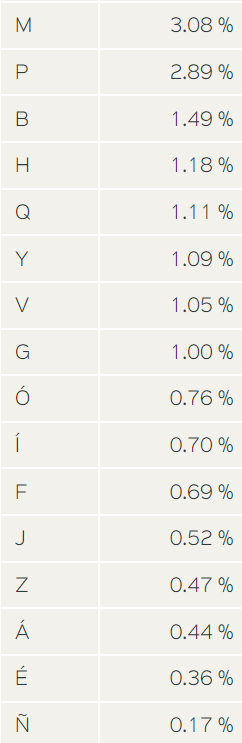 M 3.08 %
P 2.89 %
B 1.49 %
H 1.18 %
Q 1.11 %
Y 1.09 %
V 1.05 %
G 1.00 %
Ó 0.76 %
Í 0.70 %
F 0.69 %
J 0.52 %
Z 0.47 %
Á 0.44 %
É 0.36 %
Ñ 0.17 %